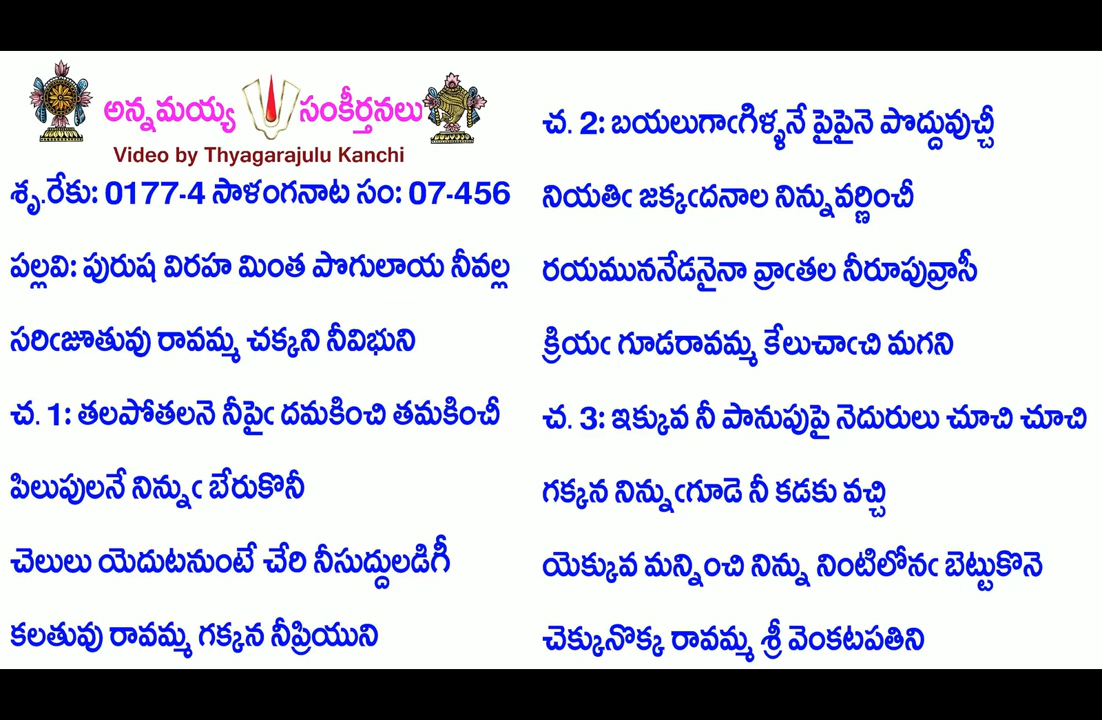 అన్నమయ్య సంకీర్తనలు
Video by Thyagarajulu Kanchi
శృ.రేకు: 0177-4 సాళంగనాట సం: 07-456
పల్లవి: పురుష విరహ మింత పొగులాయ నీవల్ల
సరిఁజూతువు రావమ్మ చక్కని నీవిభుని
చ. 1: తలపోతలనె నీపైఁ దమకించి తమకించీ
పిలుపులనే నిన్నుఁ బేరుకొనీ
చెలులు యెదుటనుంటే చేరి నీసుద్దులడిగీ
కలతువు రావమ్మ గక్కన నీప్రియుని
చ. 2: బయలుగాఁగిళ్ళనే పైపైనె పొద్దువుచ్చీ
నియతిఁ జక్కఁదనాల నిన్నువర్ణించీ
రయముననేడనైనా వ్రాఁతల నీరూపువ్రాసీ
క్రియఁ గూడరావమ్మ కేలుచాఁచి మగని
చ. 3: ఇక్కువ నీ పానుపుపై నెదురులు చూచి చూచి
గక్కన నిన్నుఁగూడె నీ కడకు వచ్చి
యెక్కువ మన్నించి నిన్ను నింటిలోనఁ బెట్టుకొనె
చెక్కునొక్క రావమ్మ శ్రీ వెంకటపతిని